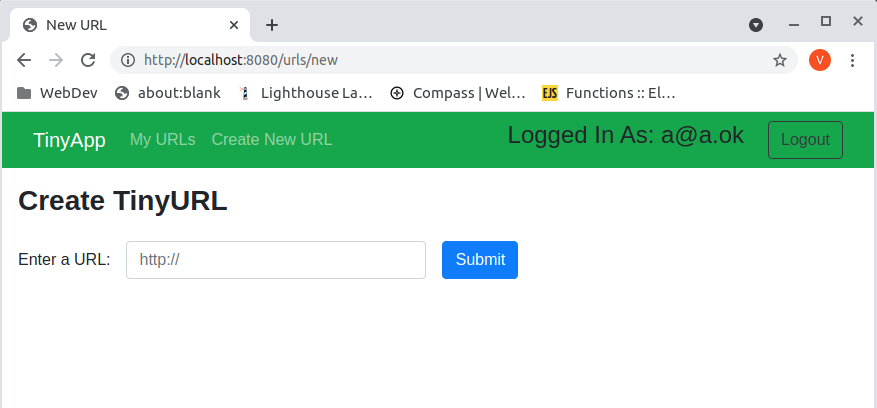 New URL
http://localhost:8080/urls/new
V
WebDev about:blank Lighthouse La… Compass | Wel… EJS Functions :: El…
TinyApp My URLs Create New URL Logged In As: a@a.ok Logout
Create TinyURL
Enter a URL: http:// Submit